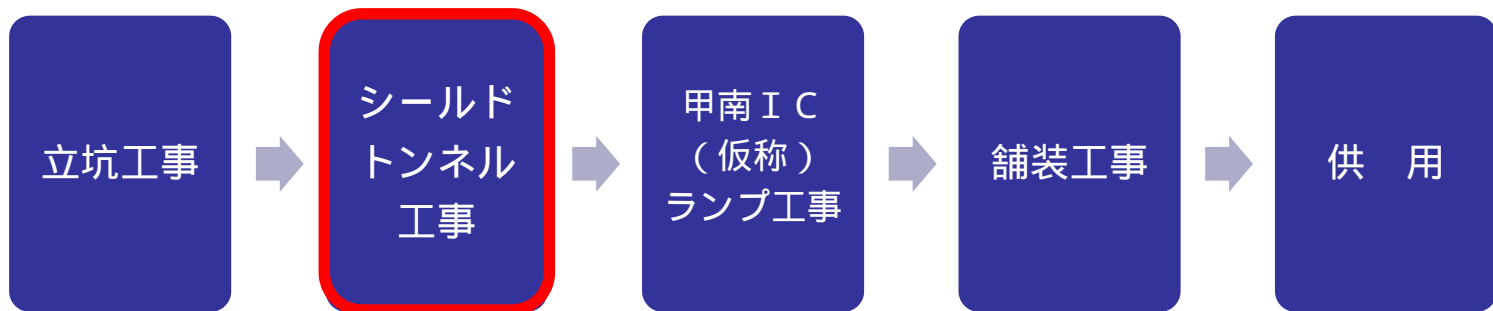 立坑工事
シールド
トンネル
工事
甲南ＩＣ
（仮称）
ランプ工事
舗装工事
供　用